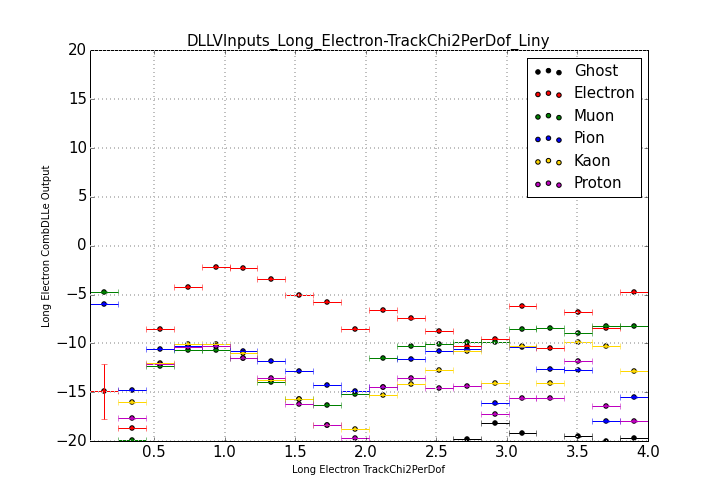 DLLVInputs_Long_Electron-TrackChi2PerDof_Liny
20
15
10
5
0
−5
−10
−15
−20
Long Electron CombDLLe Output
Ghost
Electron
Muon
Pion
Kaon
Proton
0.5 1.0 1.5 2.0 2.5 3.0 3.5 4.0
Long Electron TrackChi2PerDof